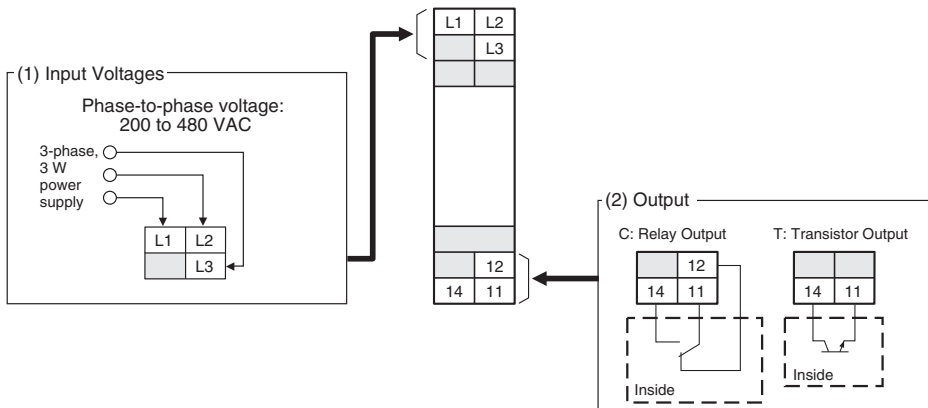 (1) Input Voltages
Phase-to-phase voltage:
200 to 480 VAC
3-phase,
3 W
power
supply
L1 L2
L3
L1 L2
L3
12
14 11
(2) Output
C: Relay Output
12
14 11
Inside
T: Transistor Output
14 11
Inside